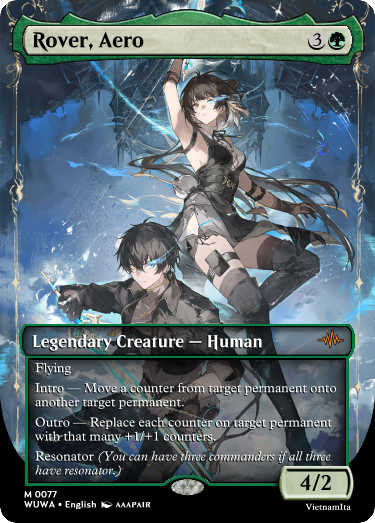 Rover, Aero 3
Legendary Creature — Human
Flying
Intro — Move a counter from target permanent onto
another target permanent.
Outro — Replace each counter on target permanent
with that many +1/+1 counters.
Resonator (You can have three commanders if all three
have resonator.)
4/2
M 0077
WUWA • English AAAPAIR
VietnamIta